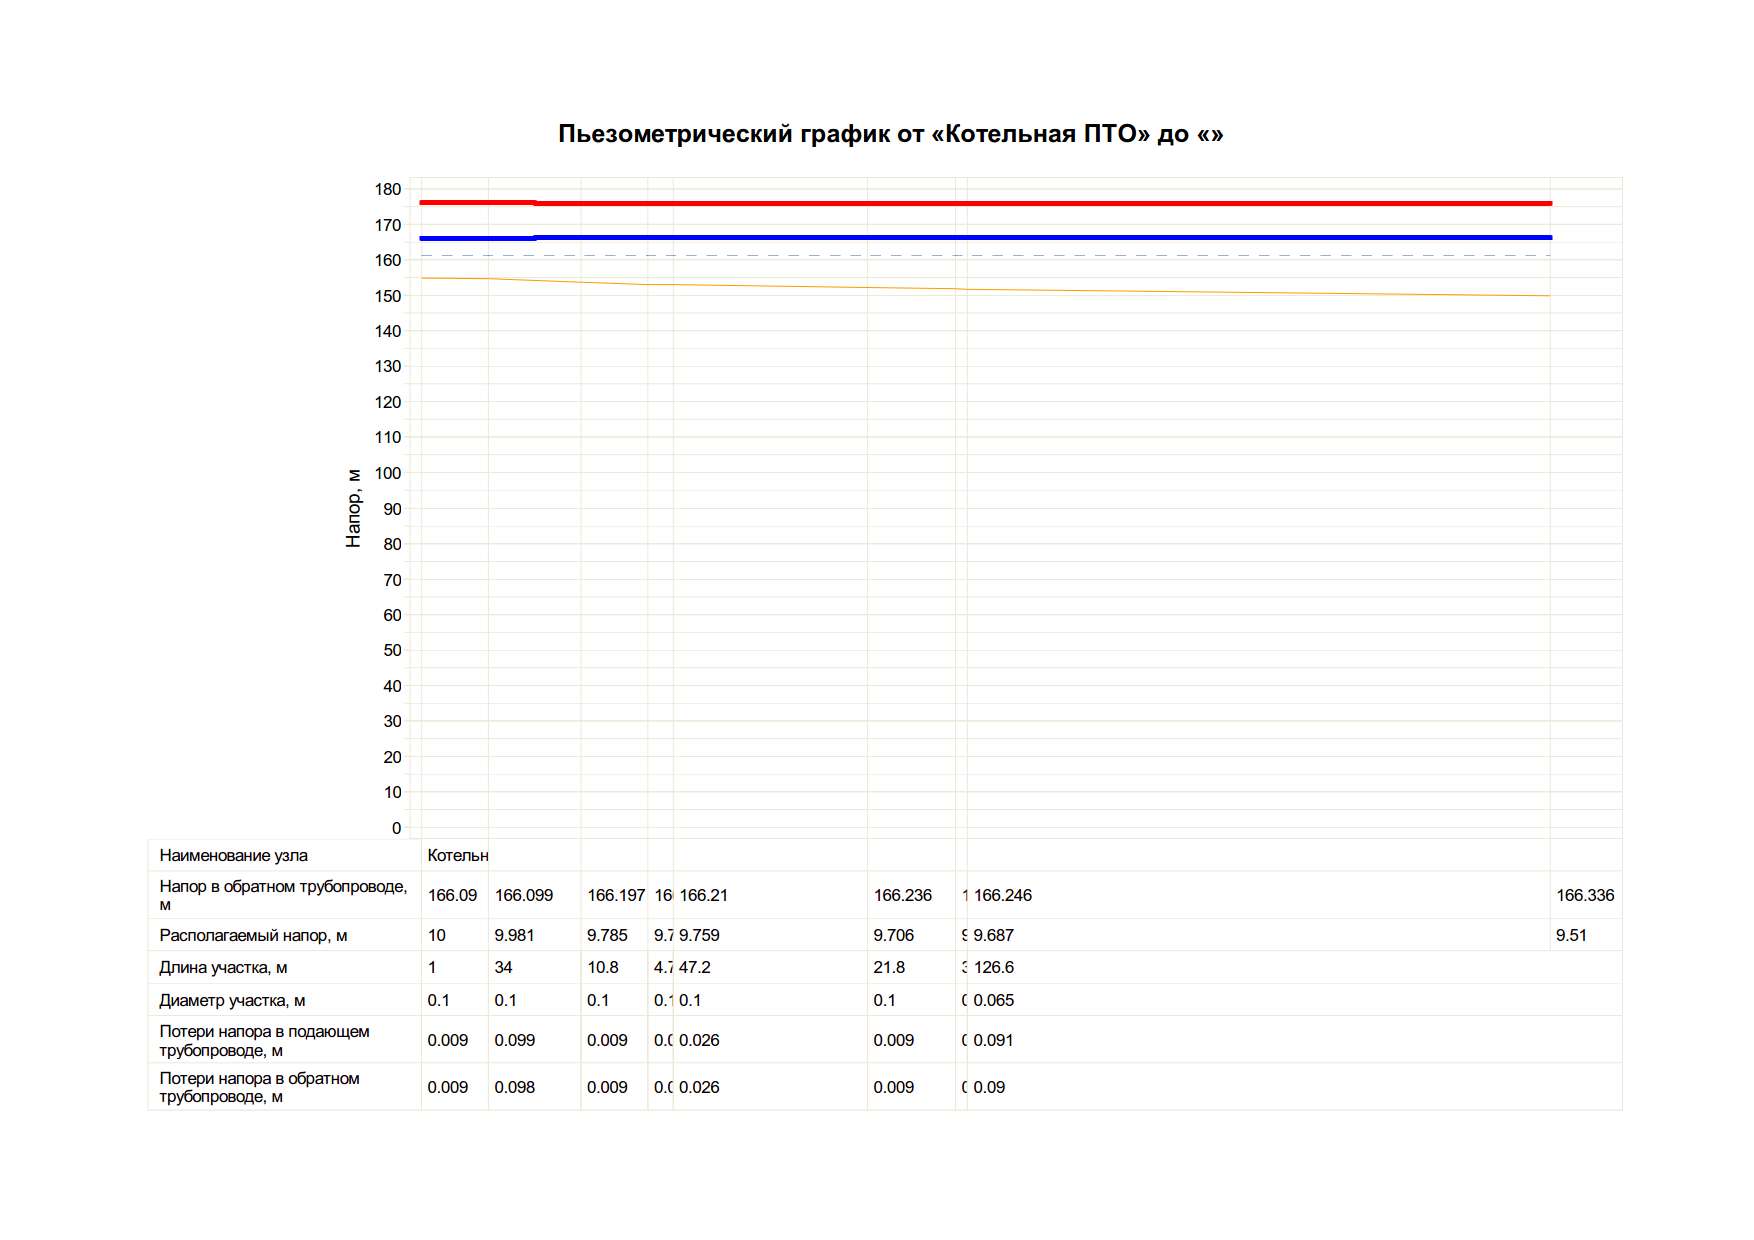 Пьезометрический график от «Котельная ПТО» до «»
180
170
160
150
140
130
120
110
100
90
80
70
60
50
40
30
20
10
0
Напор, м
Наименование узла Котельн
Напор в обратном трубопроводе, м 166.09 166.099 166.197 166.21 166.236 166.246 166.336
Располагаемый напор, м 10 9.981 9.785 9.7 9.759 9.706 9.687 9.51
Длина участка, м 1 34 10.8 4.7 47.2 21.8 126.6
Диаметр участка, м 0.1 0.1 0.1 0.1 0.1 0.1 0.065
Потери напора в подающем трубопроводе, м 0.009 0.099 0.009 0.026 0.009 0.091
Потери напора в обратном трубопроводе, м 0.009 0.098 0.009 0.026 0.009 0.09